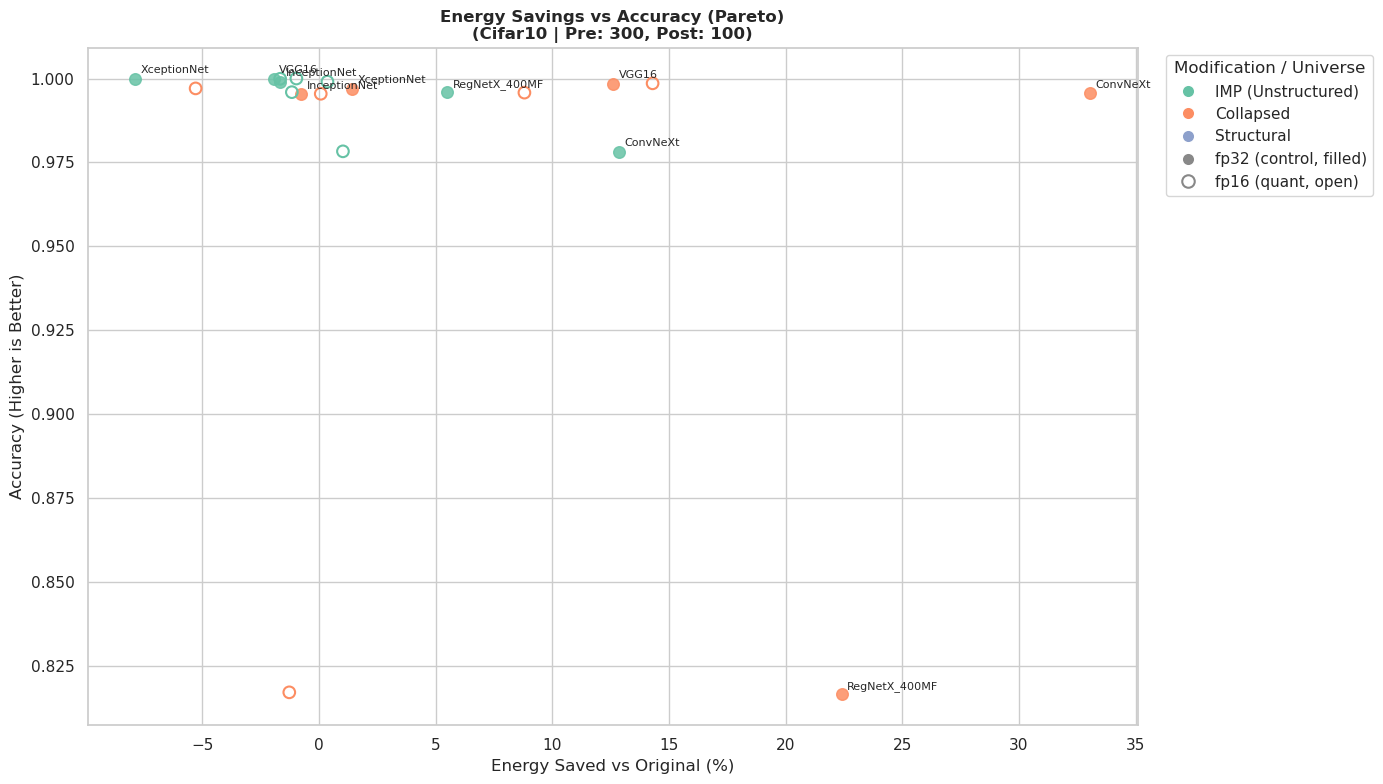 Energy Savings vs Accuracy (Pareto)
(Cifar10 | Pre: 300, Post: 100)
Modification / Universe
IMP (Unstructured)
Collapsed
Structural
fp32 (control, filled)
fp16 (quant, open)
Accuracy (Higher is Better)
1.000
0.975
0.950
0.925
0.900
0.875
0.850
0.825
XceptionNet
VGG16
InceptionNet
InceptionNet
XceptionNet
RegNetX_400MF
VGG16
ConvNeXt
ConvNeXt
RegNetX_400MF
−5
0
5
10
15
20
25
30
35
Energy Saved vs Original (%)